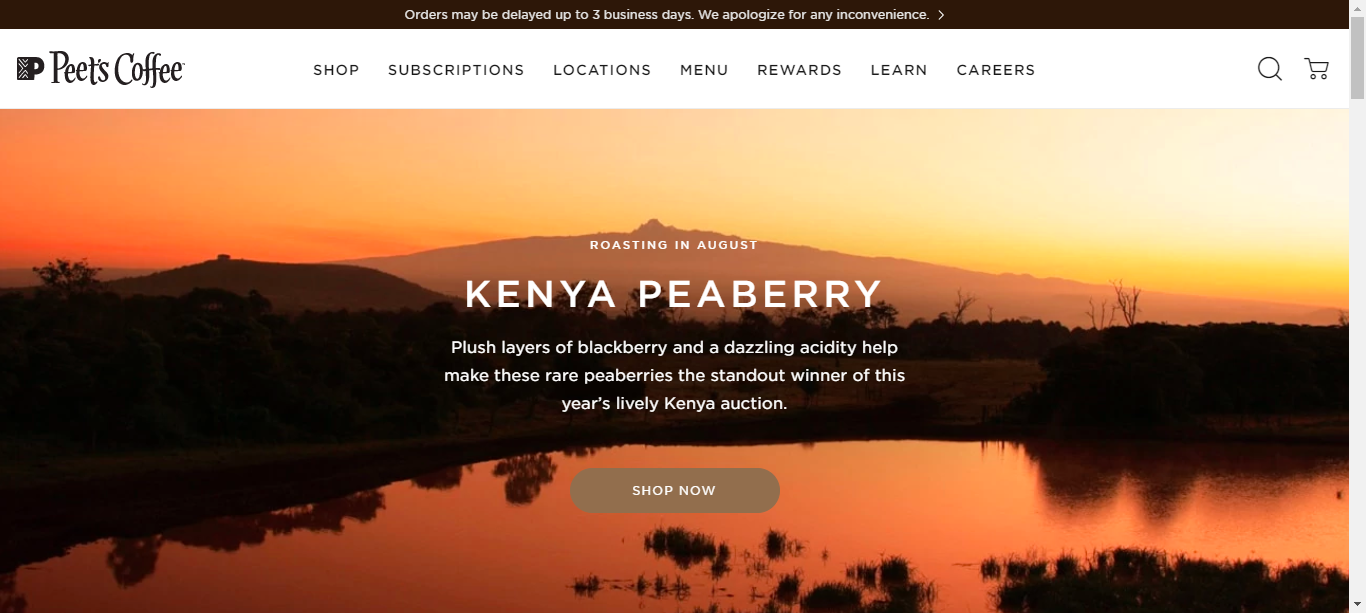 Orders may be delayed up to 3 business days. We apologize for any inconvenience.
Peet's Coffee
SHOP SUBSCRIPTIONS LOCATIONS MENU REWARDS LEARN CAREERS
ROASTING IN AUGUST
KENYA PEABERRY
Plush layers of blackberry and a dazzling acidity help
make these rare peaberries the standout winner of this
year’s lively Kenya auction.
SHOP NOW